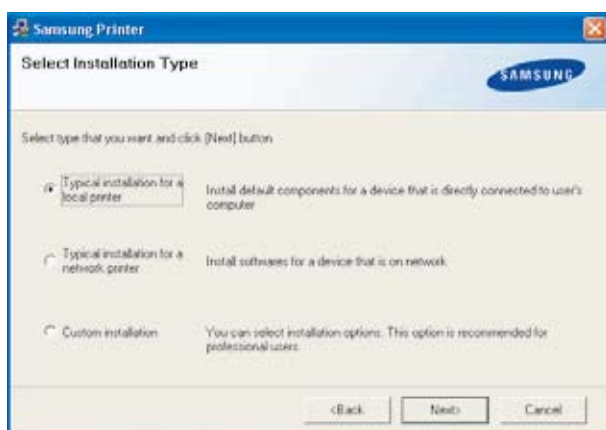 Samsung Printer
Select Installation Type
SAMSUNG
Select type that you want and click [Next] button
Typical installation for a
local printer
Install default components for a device that is directly connected to user's
computer
Typical installation for a
network printer
Install softwares for a device that is on network.
Custom installation
You can select installation options. This option is recommended for
professional users.
<Back
Next>
Cancel